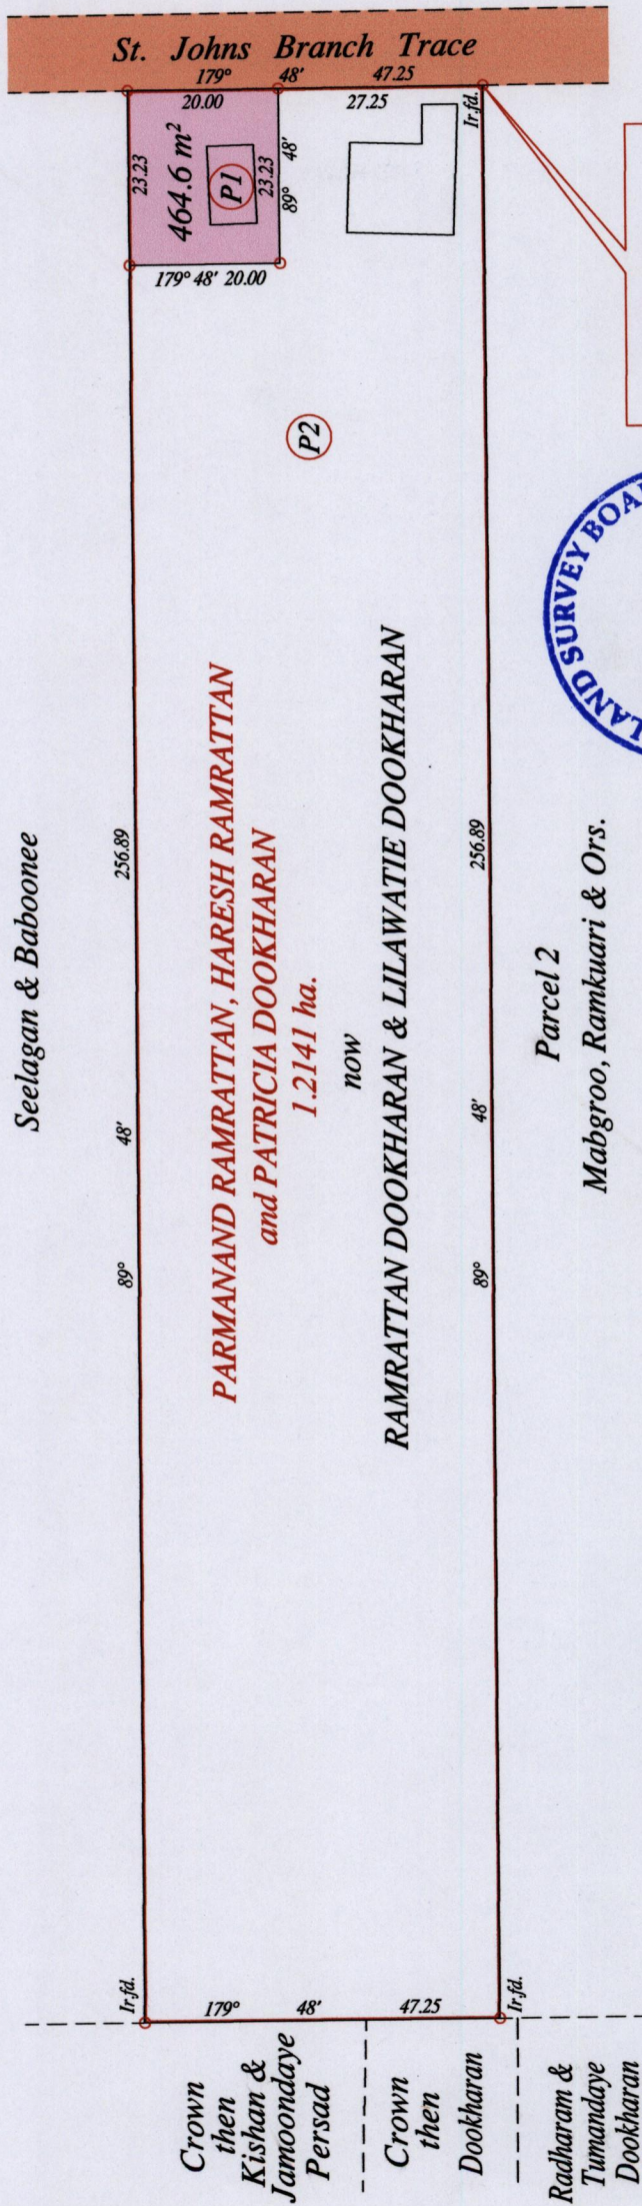 St. Johns Branch Trace
179° 48' 47.25
20.00
27.25
23.23
464.6 m²
P1
23.23
89° 48'
Ir.fd.
179° 48' 20.00
P2
LAND SURVEY BOA
Seelagan & Baboonee
89° 48' 256.89
PARMANAND RAMRATTAN, HARESH RAMRATTAN
and PATRICIA DOOKHARAN
1.2141 ha.
now
RAMRATTAN DOOKHARAN & LILAWATIE DOOKHARAN
89° 48' 256.89
Parcel 2
Mabgroo, Ramkuari & Ors.
Ir.fd.
179° 48' 47.25
Ir.fd.
Crown
then
Kishan &
Jamoondaye
Persad
Crown
then
Dookharan
Radharam &
Tumandaye
Dookharan